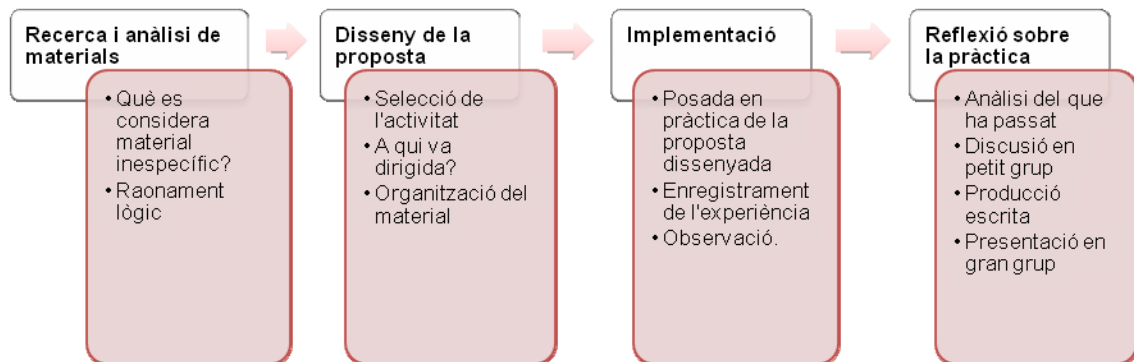 Recerca i anàlisi de
materials
• Què es
considera
material
inespecífic?
• Raonament
lògic
Disseny de la
proposta
• Selecció de
l'activitat
• A qui va
dirigida?
• Organització del
material
Implementació
• Posada en
pràctica de la
proposta
dissenyada
• Enregistrament
de l'experiència
• Observació.
Reflexió sobre
la pràctica
• Anàlisi del que
ha passat
• Discusió en
petit grup
• Producció
escrita
• Presentació en
gran grup